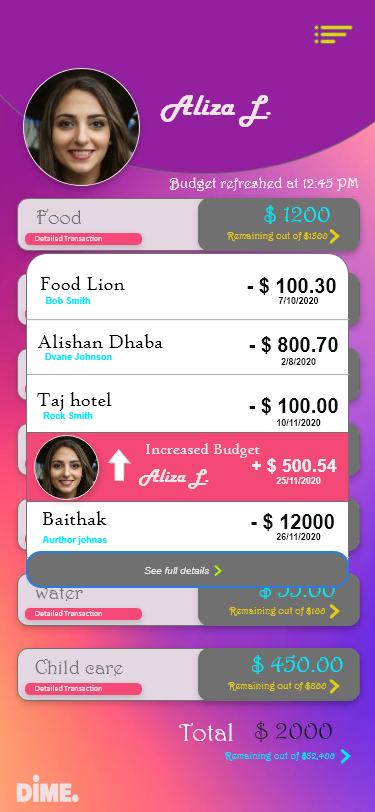 Aliza L.
Budget refreshed at 12:45 PM
Food
$ 1200
Detailed Transaction
Remaining out of $1500
Food Lion
- $ 100.30
Bob Smith
7/10/2020
Alishan Dhaba
- $ 800.70
Dvane Johnson
2/8/2020
Taj hotel
- $ 100.00
Rock Smith
10/11/2020
Increased Budget
+ $ 500.54
Aliza L.
25/11/2020
Baithak
- $ 12000
Aurthor johnas
26/11/2020
See full details
water
$ 55.00
Detailed Transaction
Remaining out of $100
Child care
$ 450.00
Detailed Transaction
Remaining out of $800
Total $ 2000
Remaining out of $52,400
DIME.